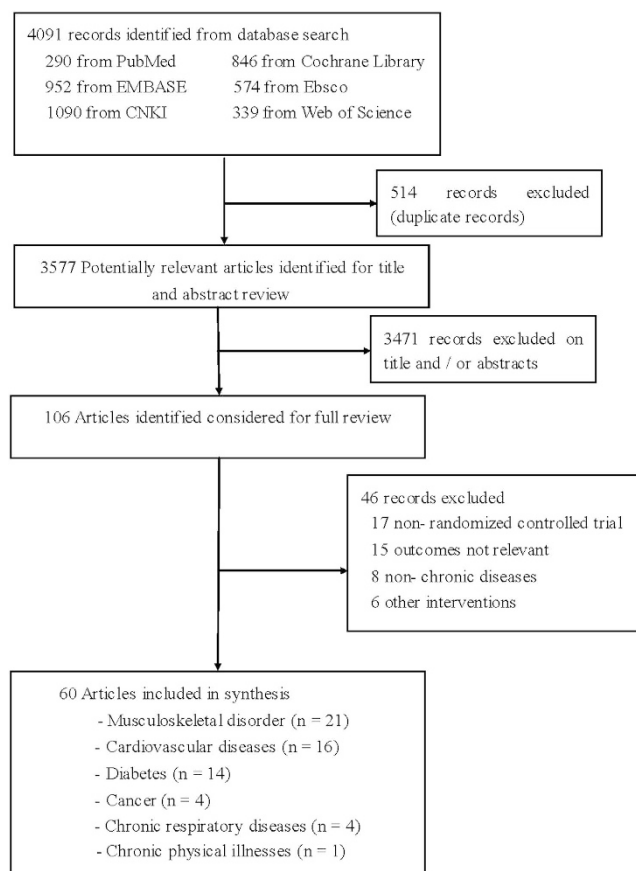 4091 records identified from database search
290 from PubMed 846 from Cochrane Library
952 from EMBASE 574 from Ebsco
1090 from CNKI 339 from Web of Science
514 records excluded
(duplicate records)
3577 Potentially relevant articles identified for title
and abstract review
3471 records excluded on
title and / or abstracts
106 Articles identified considered for full review
46 records excluded
17 non- randomized controlled trial
15 outcomes not relevant
8 non- chronic diseases
6 other interventions
60 Articles included in synthesis
- Musculoskeletal disorder (n = 21)
- Cardiovascular diseases (n = 16)
- Diabetes (n = 14)
- Cancer (n = 4)
- Chronic respiratory diseases (n = 4)
- Chronic physical illnesses (n = 1)